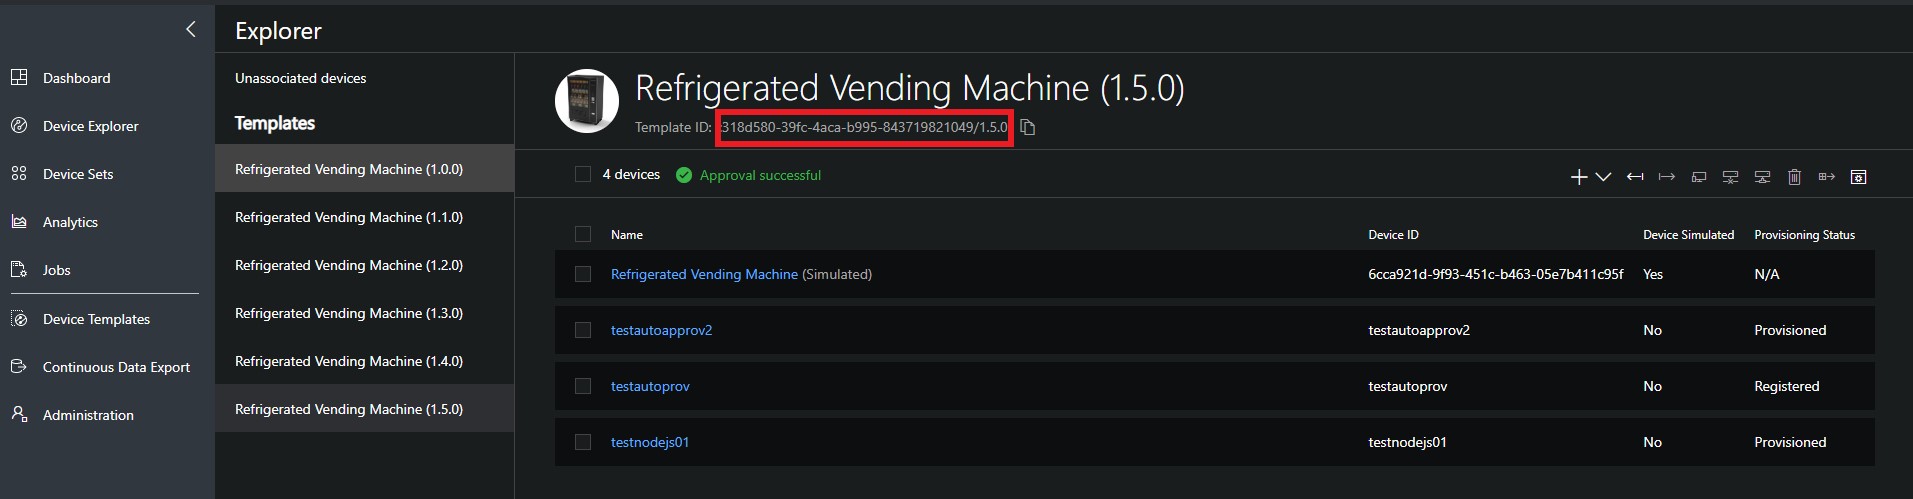 Explorer
Dashboard
Device Explorer
Device Sets
Analytics
Jobs
Device Templates
Continuous Data Export
Administration
Unassociated devices
Templates
Refrigerated Vending Machine (1.0.0)
Refrigerated Vending Machine (1.1.0)
Refrigerated Vending Machine (1.2.0)
Refrigerated Vending Machine (1.3.0)
Refrigerated Vending Machine (1.4.0)
Refrigerated Vending Machine (1.5.0)
Refrigerated Vending Machine (1.5.0)
Template ID: 318d580-39fc-4aca-b995-843719821049/1.5.0
4 devices Approval successful
Name Device ID Device Simulated Provisioning Status
Refrigerated Vending Machine (Simulated) 6cca921d-9f93-451c-b463-05e7b411c95f Yes N/A
testautoapprov2 testautoapprov2 No Provisioned
testautoprov testautoprov No Registered
testnodejs01 testnodejs01 No Provisioned